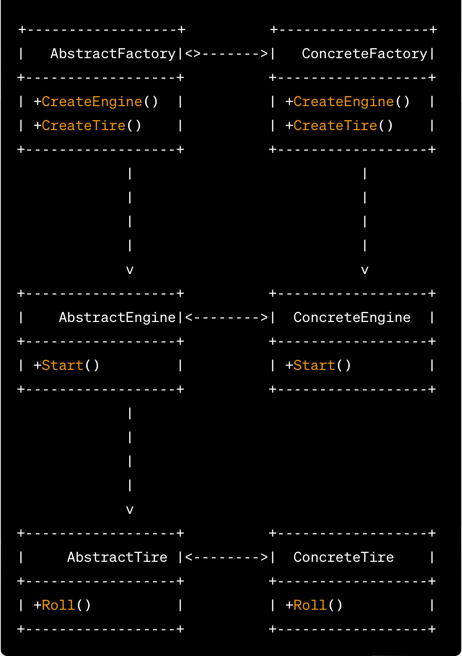 +------------------+          +------------------+
|   AbstractFactory|<>------->|   ConcreteFactory|
+------------------+          +------------------+
| +CreateEngine()  |          | +CreateEngine()  |
| +CreateTire()    |          | +CreateTire()    |
+------------------+          +------------------+
             |                           |
             |                           |
             |                           |
             |                           |
             v                           v
+------------------+          +------------------+
|    AbstractEngine|<-------->|  ConcreteEngine  |
+------------------+          +------------------+
| +Start()         |          | +Start()         |
+------------------+          +------------------+
             |
             |
             |
             |
             v
+------------------+          +------------------+
|     AbstractTire |<-------->|  ConcreteTire    |
+------------------+          +------------------+
| +Roll()          |          | +Roll()          |
+------------------+          +------------------+